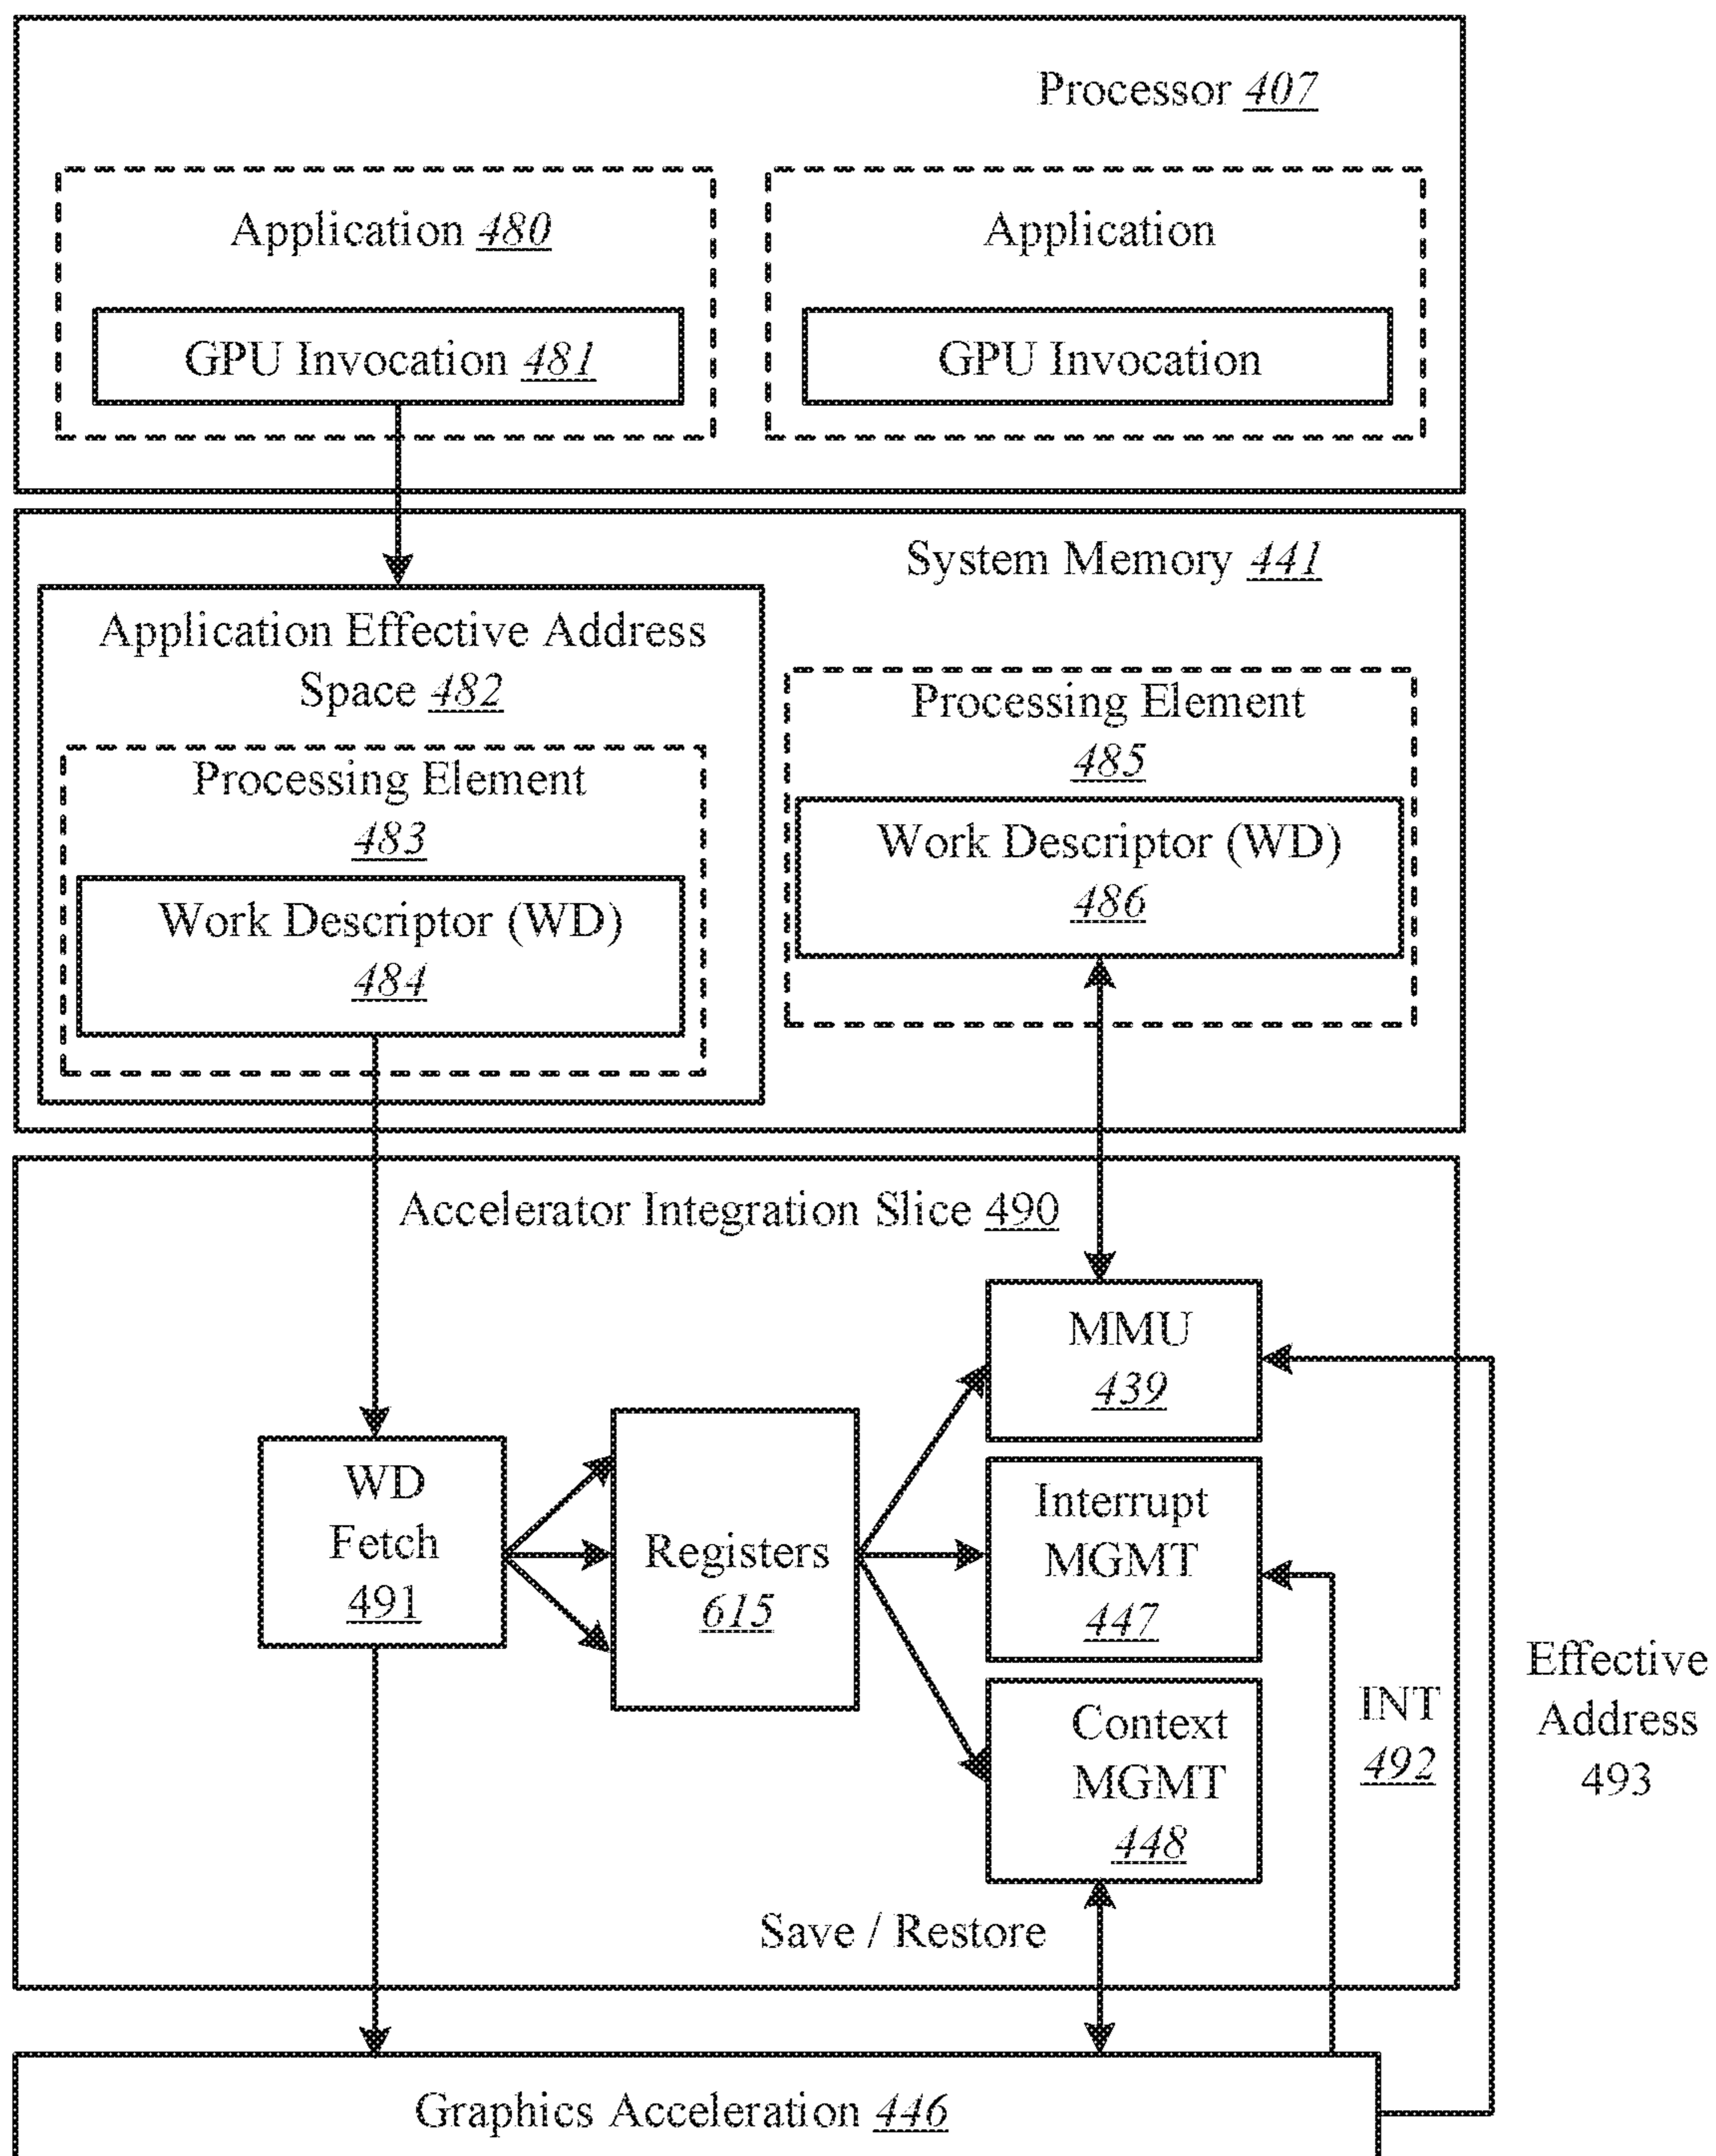 Processor 407
Application 480
Application
GPU Invocation 481
GPU Invocation
System Memory 441
Application Effective Address
Space 482
Processing Element
483
Work Descriptor (WD)
484
Processing Element
485
Work Descriptor (WD)
486
Accelerator Integration Slice 490
MMU
439
WD
Fetch
491
Registers
615
Interrupt
MGMT
447
Context
MGMT
448
INT
492
Effective
Address
493
Save / Restore
Graphics Acceleration 446